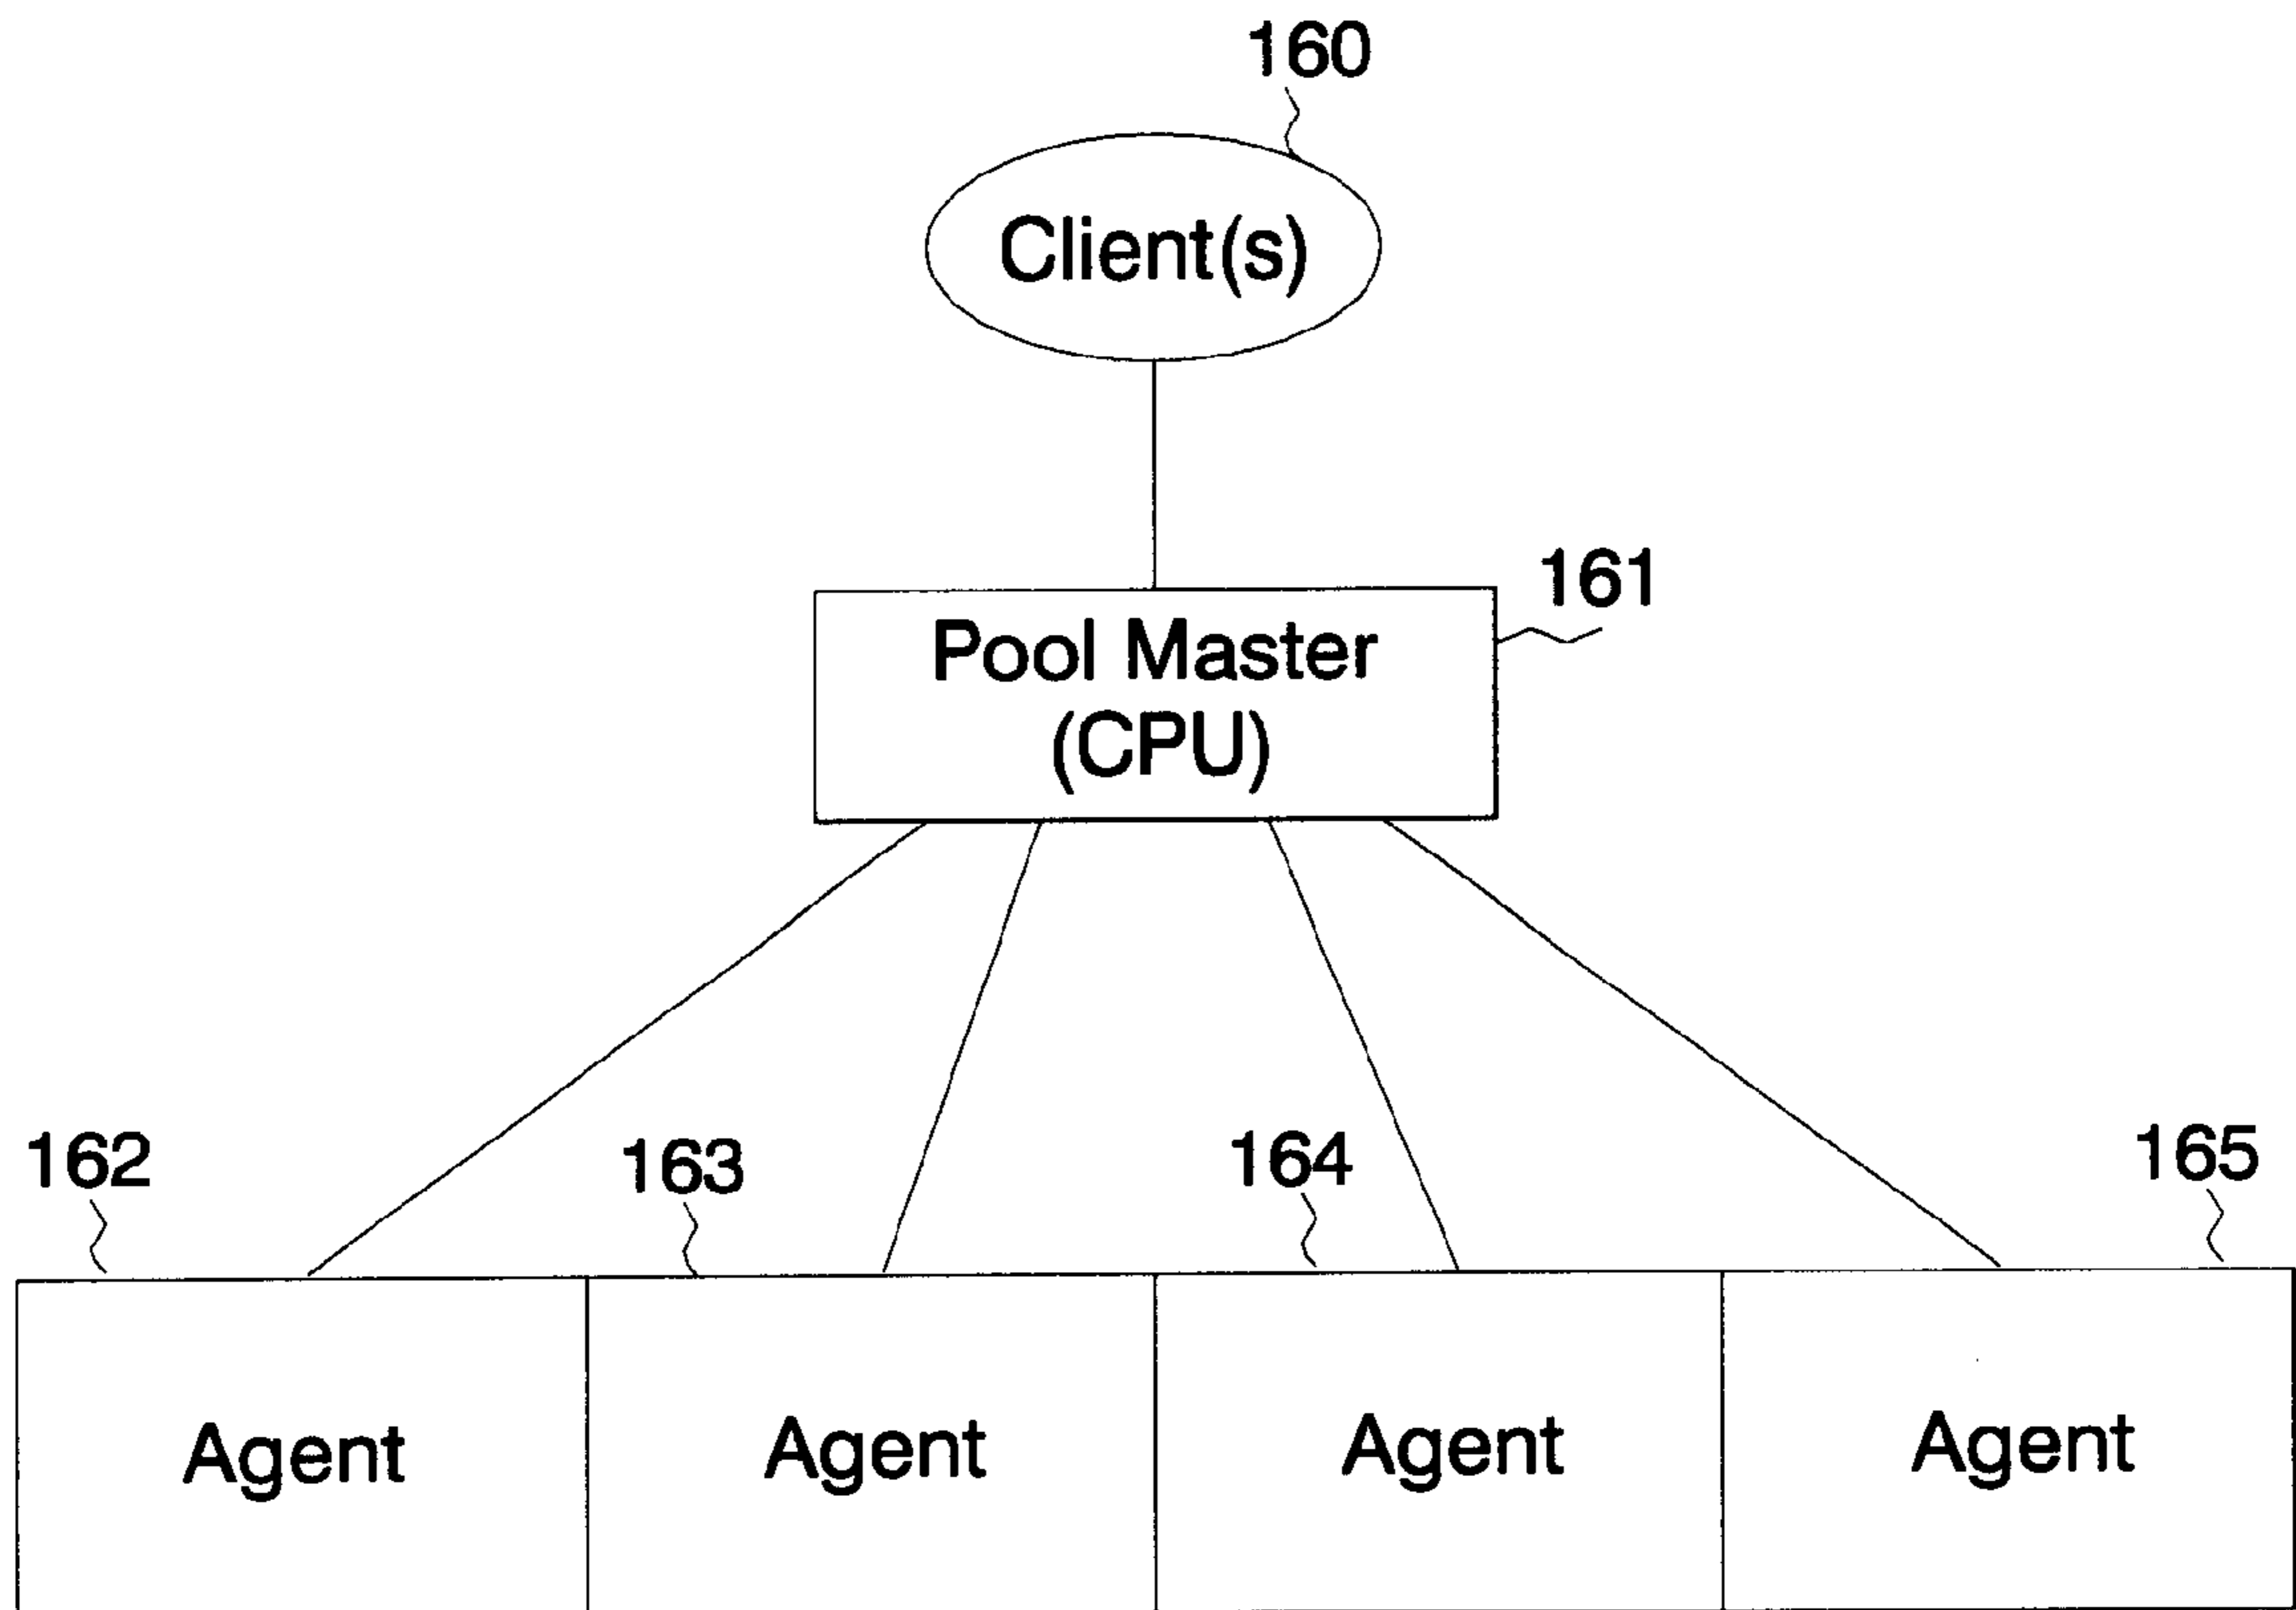 160
Client(s)
161
Pool Master
(CPU)
162
163
164
165
Agent
Agent
Agent
Agent